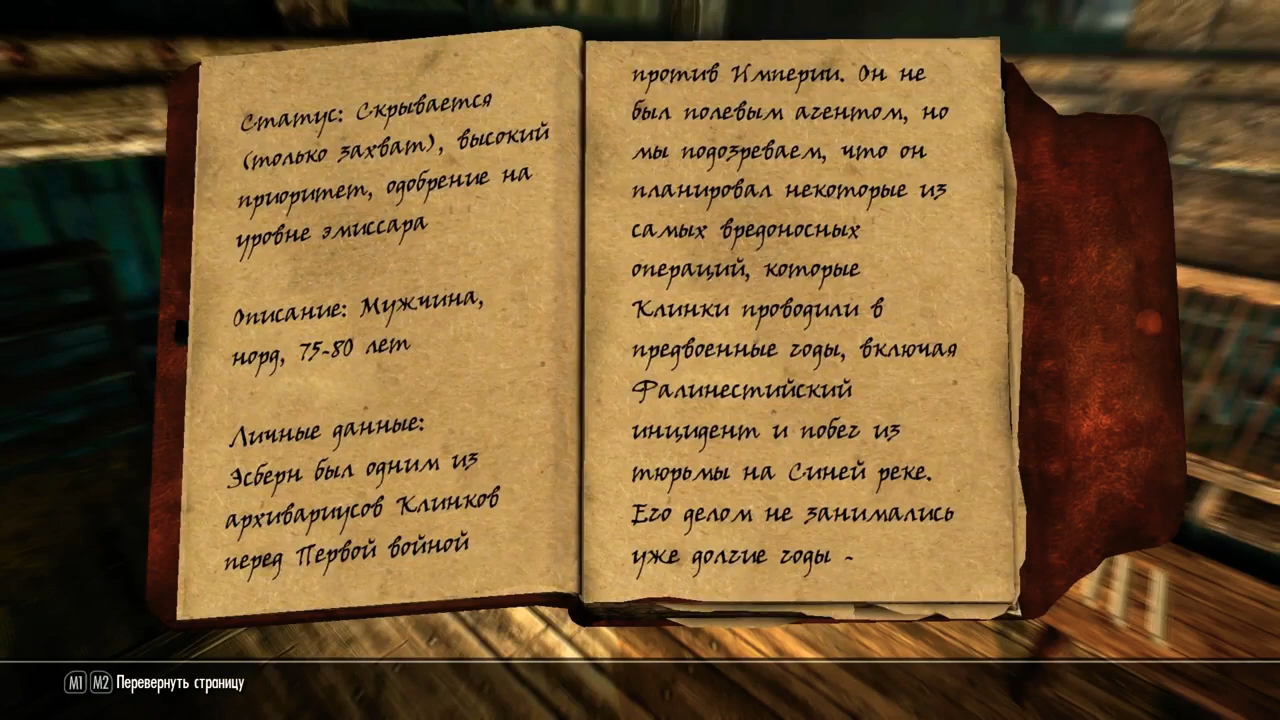 Статус: Скрывается
(только захват), высокий
приоритет, одобрение на
уровне эмиссара
Описание: Мужчина,
норд, 75-80 лет
Личные данные:
Эсберн был одним из
архивариусов Клинков
перед Первой войной
против Империи. Он не
был полевым агентом, но
мы подозреваем, что он
планировал некоторые из
самых вредоносных
операций, которые
Клинки проводили в
предвоенные годы, включая
Фалинестийский
инцидент и побег из
тюрьмы на Синей реке.
Его делом не занимались
уже долгие годы -
M1 M2 Перевернуть страницу